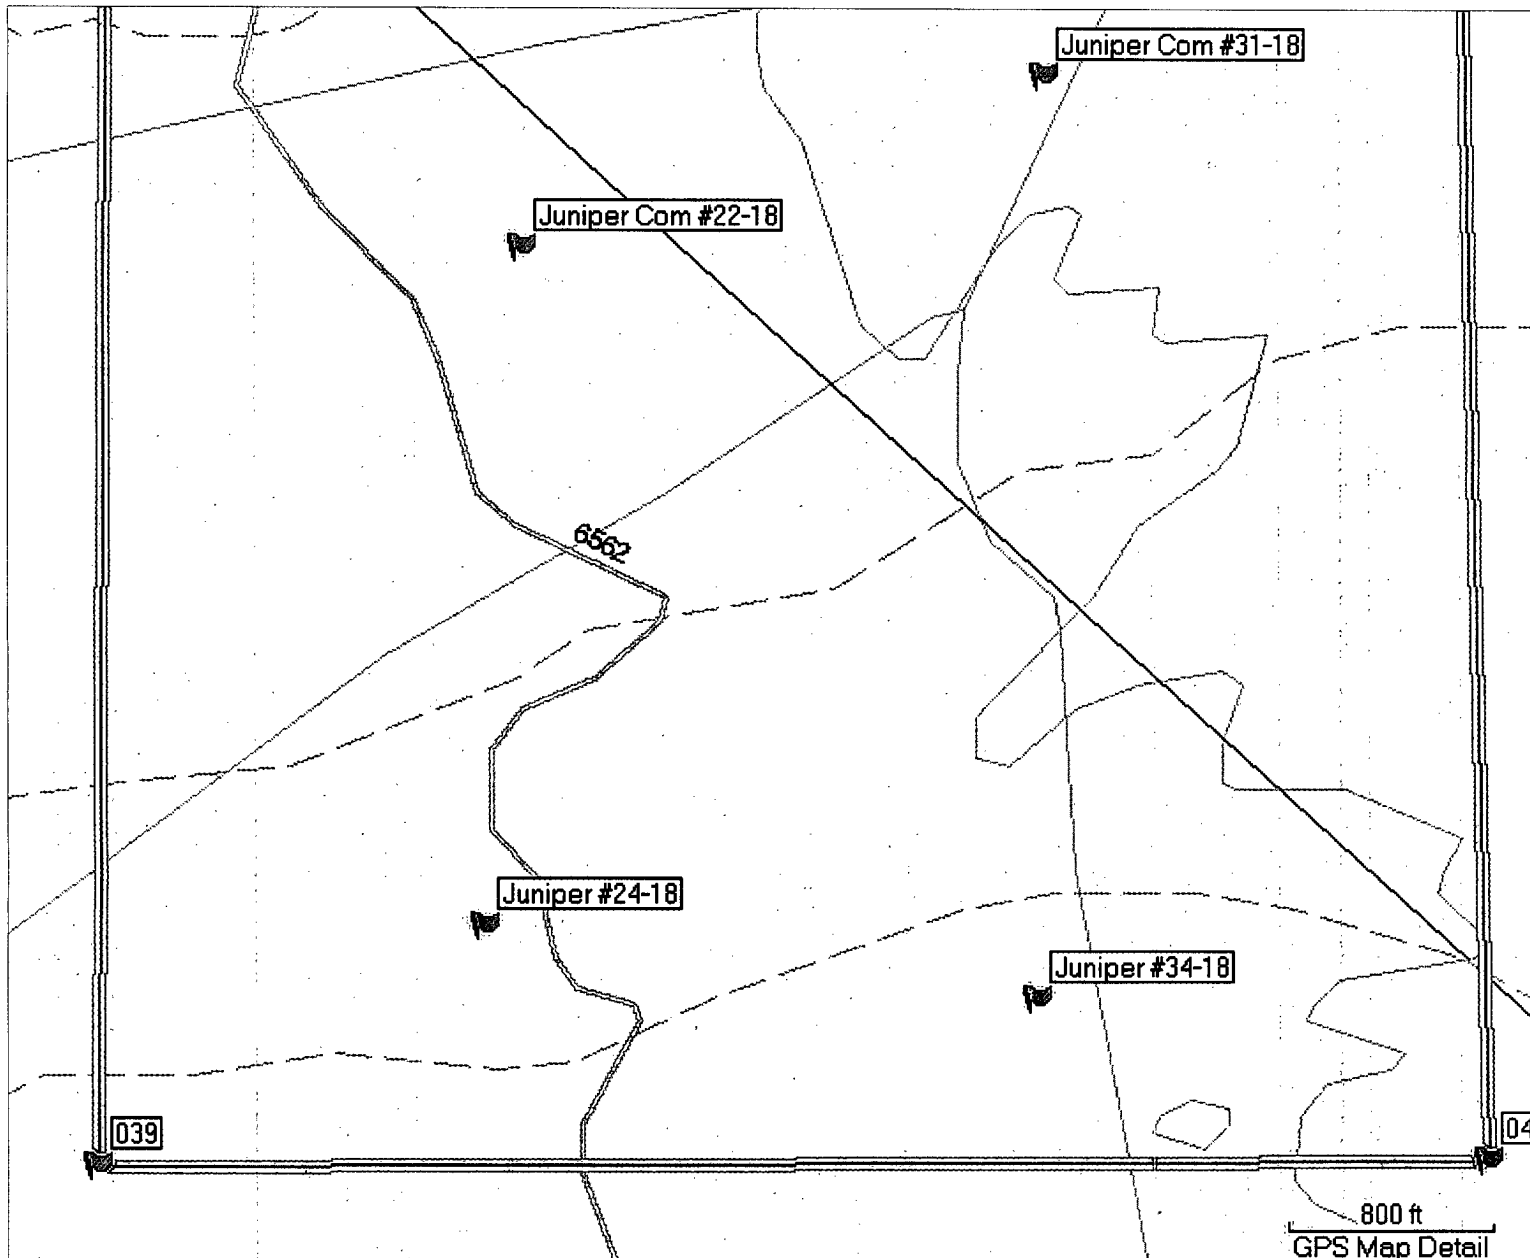 Juniper Com #31-18
Juniper Com #22-18
6562
Juniper #24-18
Juniper #34-18
039
04
800 ft
GPS Map Detail